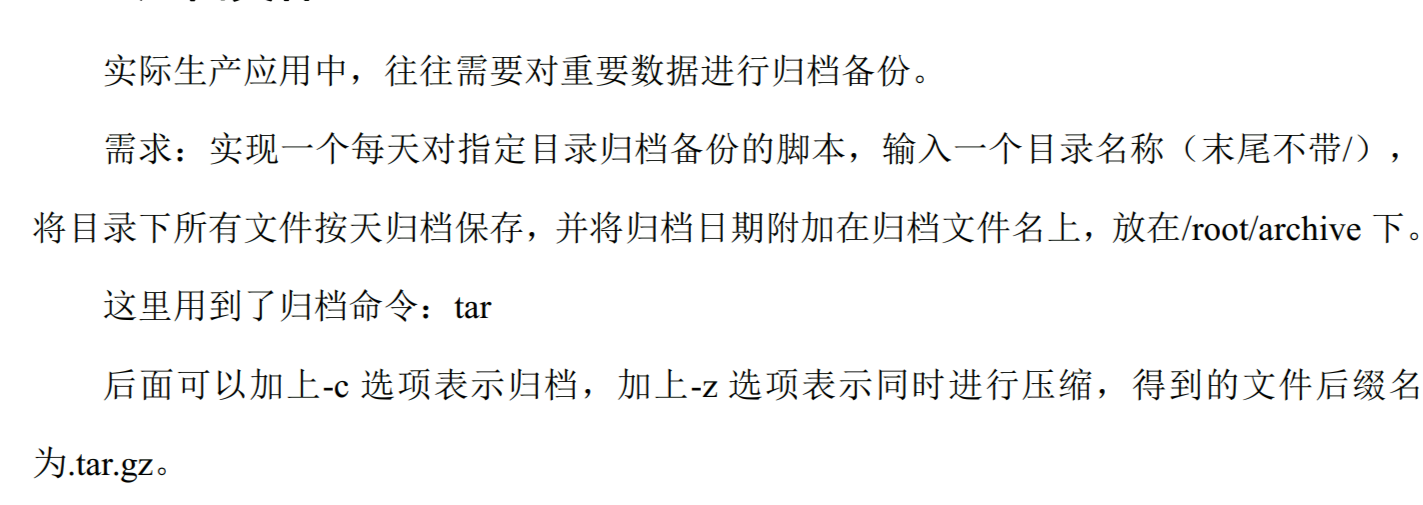 实际生产应用中，往往需要对重要数据进行归档备份。
需求：实现一个每天对指定目录归档备份的脚本，输入一个目录名称（末尾不带/），
将目录下所有文件按天归档保存，并将归档日期附加在归档文件名上，放在/root/archive 下。
这里用到了归档命令：tar
后面可以加上-c 选项表示归档，加上-z 选项表示同时进行压缩，得到的文件后缀名
为.tar.gz。